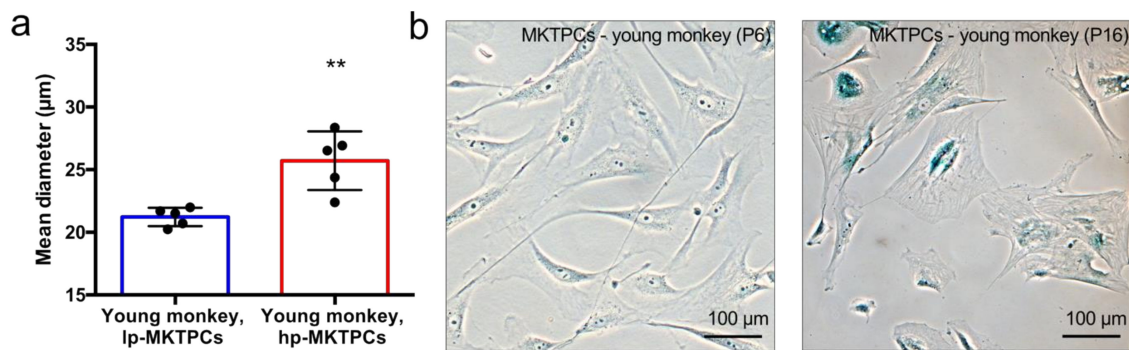 a
35
30
25
20
15
Mean diameter (µm)
**
Young monkey,
lp-MKTPCs
Young monkey,
hp-MKTPCs
b
MKTPCs - young monkey (P6)
100 µm
MKTPCs - young monkey (P16)
100 µm